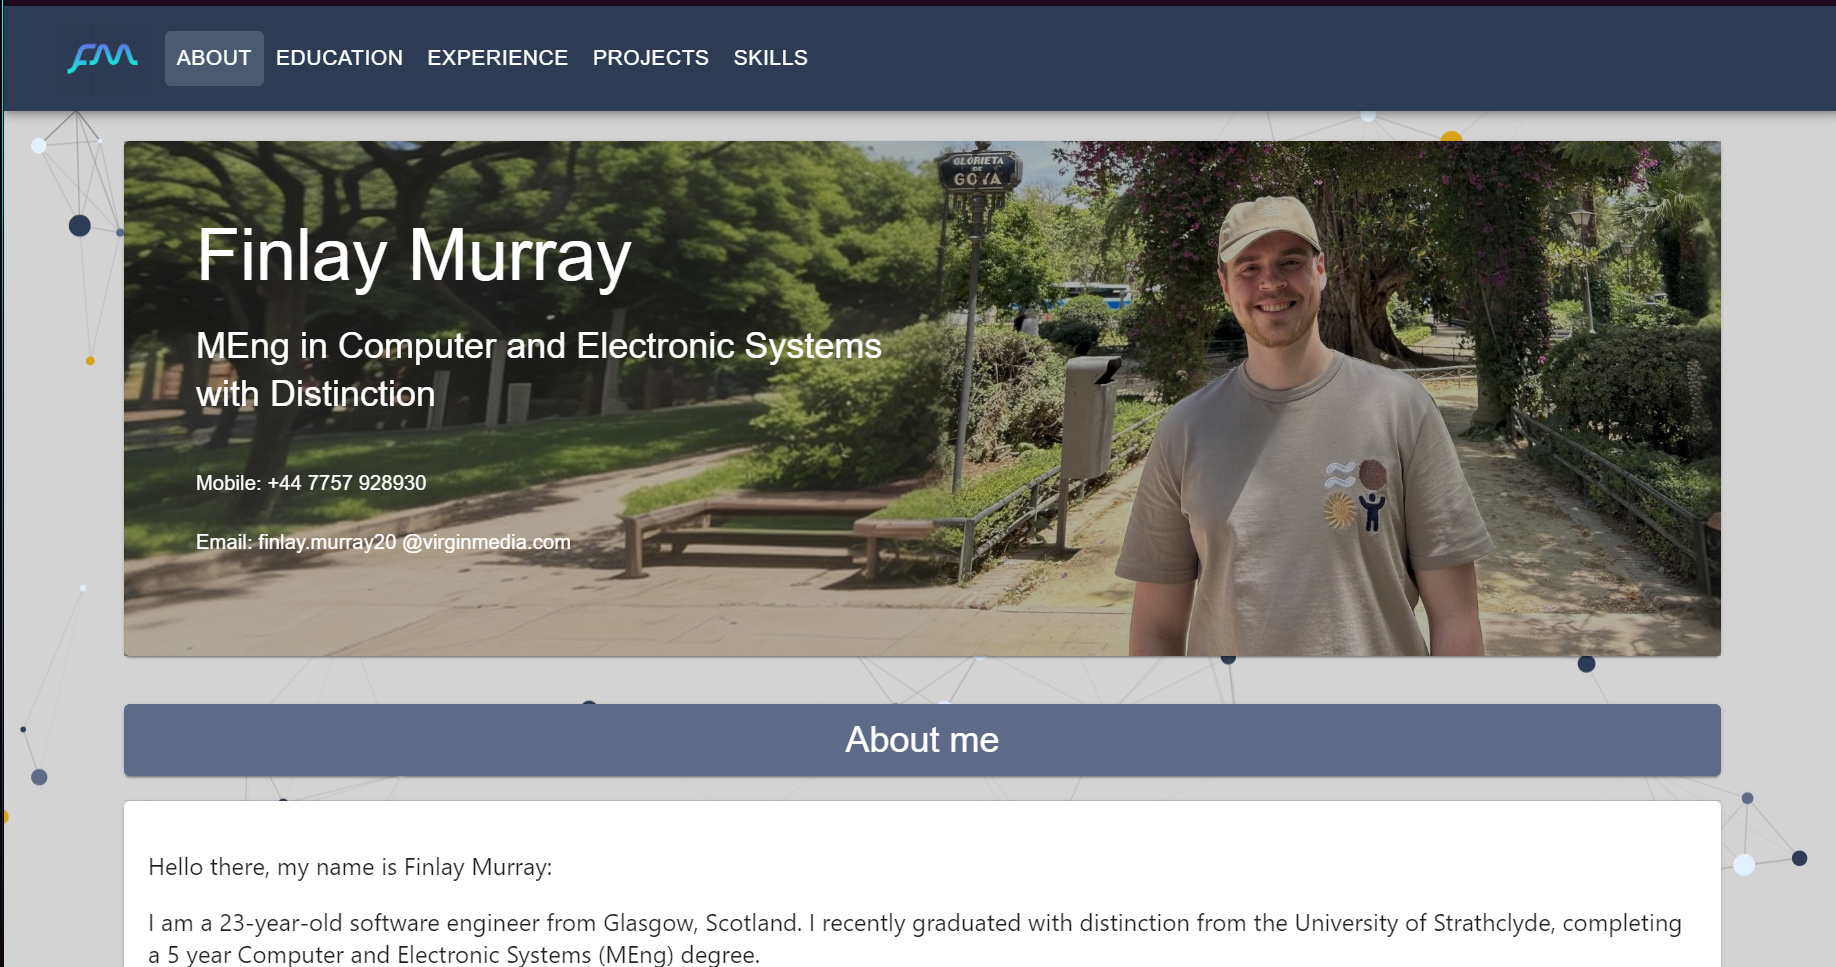 FM
ABOUT EDUCATION EXPERIENCE PROJECTS SKILLS
GLORIETA
DE
GOYA
Finlay Murray
MEng in Computer and Electronic Systems
with Distinction
Mobile: +44 7757 928930
Email: finlay.murray20 @virginmedia.com
About me
Hello there, my name is Finlay Murray:
I am a 23-year-old software engineer from Glasgow, Scotland. I recently graduated with distinction from the University of Strathclyde, completing
a 5 year Computer and Electronic Systems (MEng) degree.